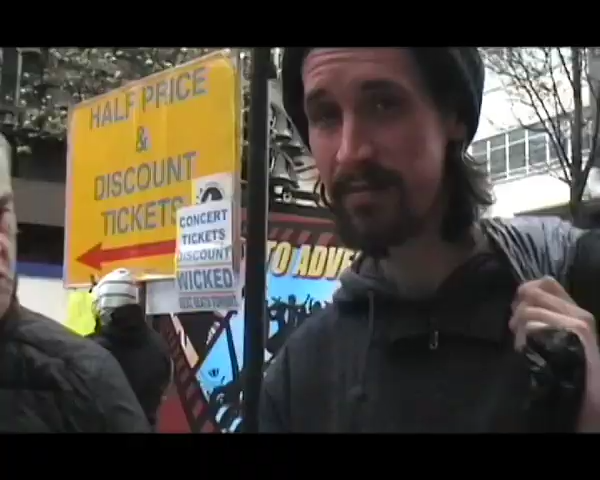 HALF PRICE
&
DISCOUNT
TICKETS
CONCERT
TICKETS
DISCOUNT
WICKED
TO ADVE